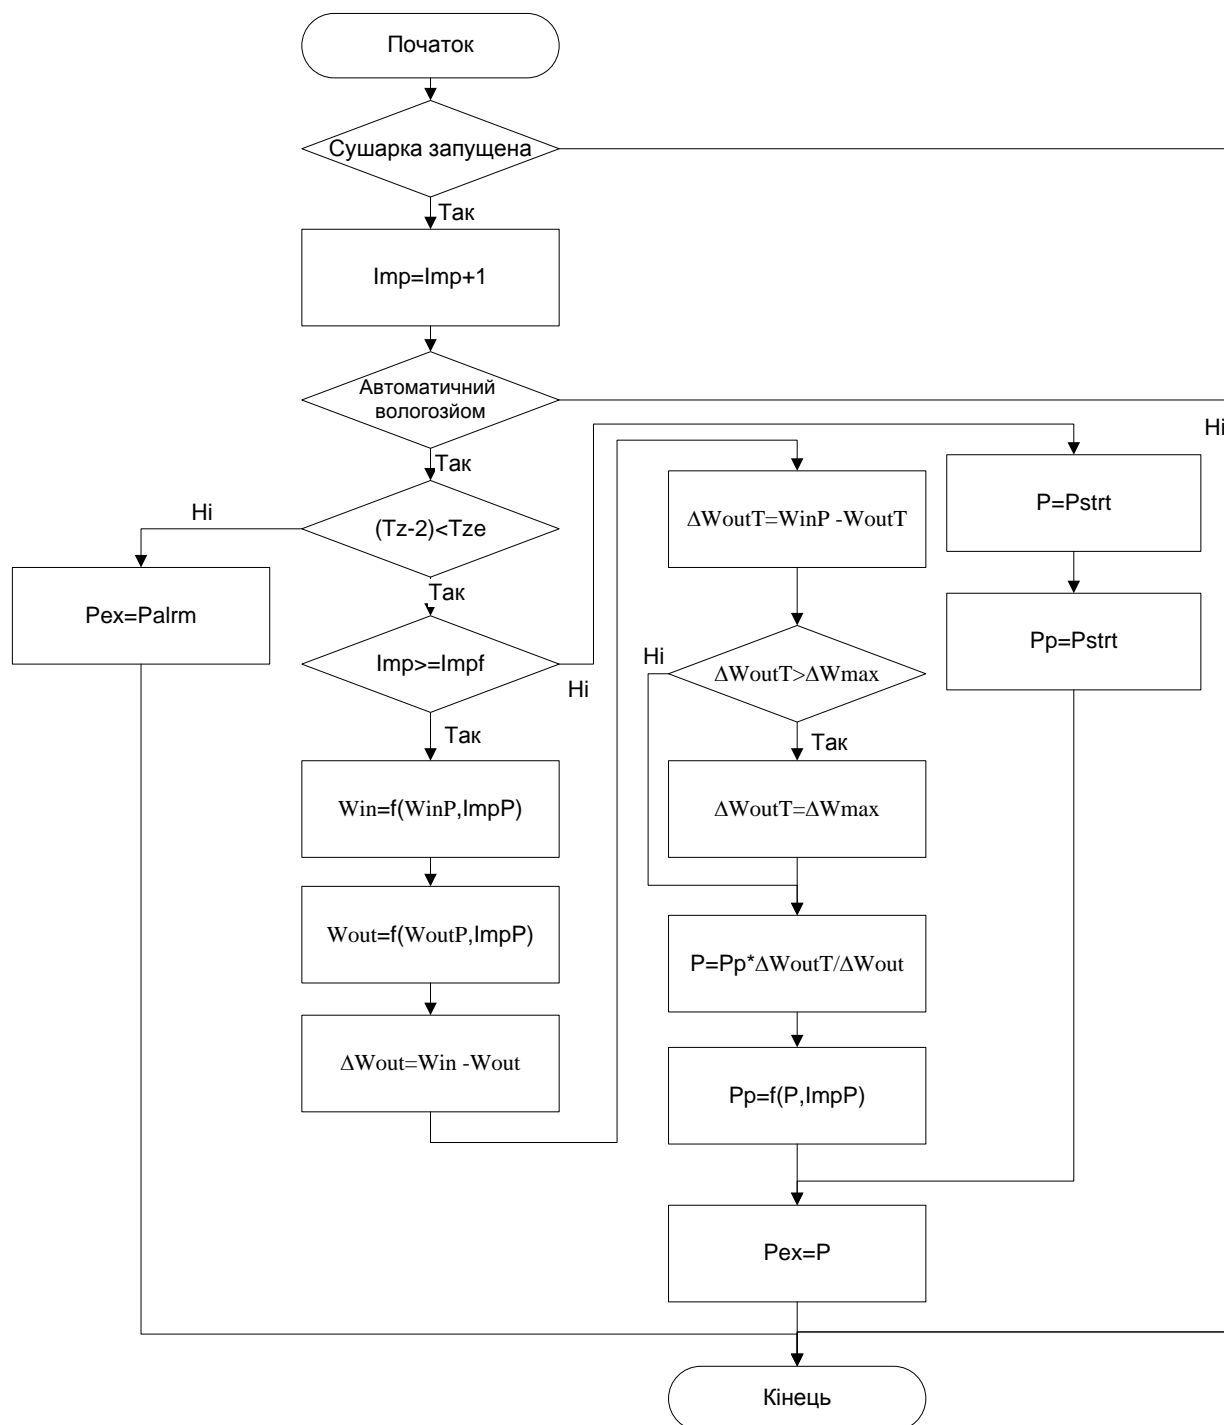 Початок
Сушарка запущена
Так
Imp=Imp+1
Автоматичний
вологозйом
Ні
Так
Ні
(Tz-2)<Tze
Так
Pex=Palrm
Imp>=Impf
Ні
Так
Win=f(WinP,ImpP)
Wout=f(WoutP,ImpP)
ΔWout=Win -Wout
ΔWoutT=WinP -WoutT
Ні
ΔWoutT>ΔWmax
Так
ΔWoutT=ΔWmax
P=Pp*ΔWoutT/ΔWout
Pp=f(P,ImpP)
P=Pstrt
Pp=Pstrt
Pex=P
Кінець